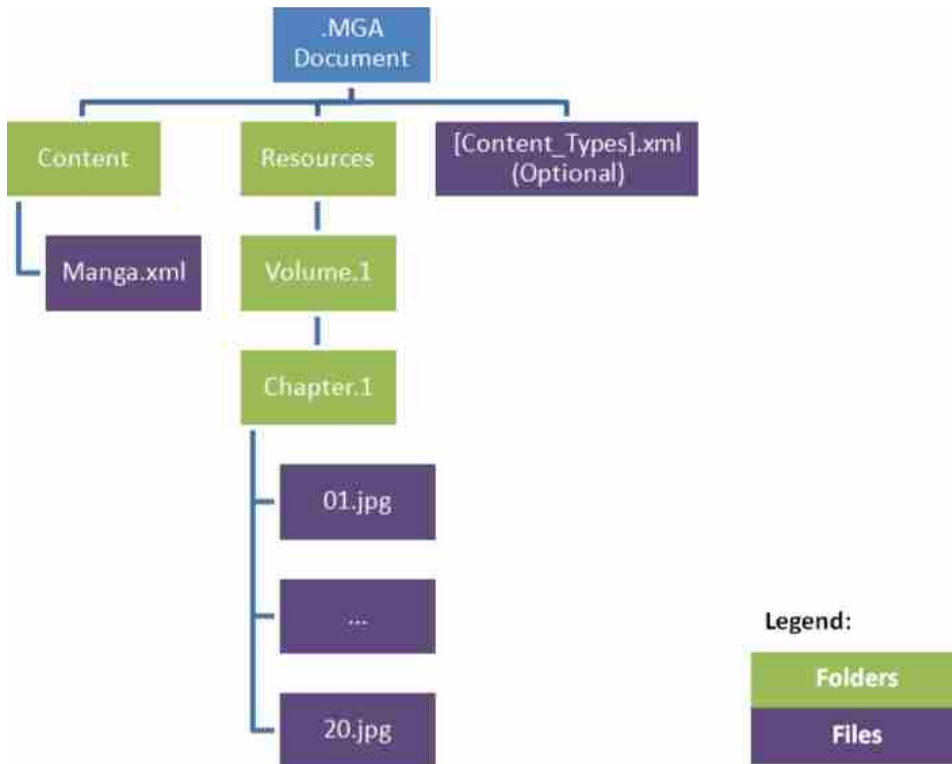 .MGA
Document
Content
Resources
[Content_Types].xml
(Optional)
Manga.xml
Volume.1
Chapter.1
01.jpg
...
20.jpg
Legend:
Folders
Files